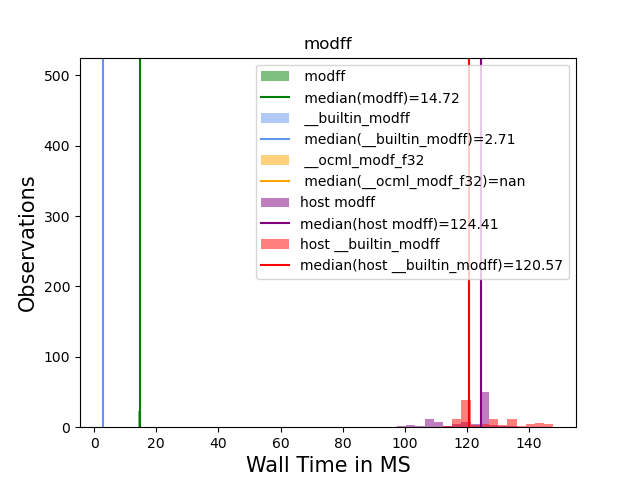 modff
500
400
300
200
100
0
Observations
modff
median(modff)=14.72
__builtin_modff
median(__builtin_modff)=2.71
__ocml_modf_f32
median(__ocml_modf_f32)=nan
host modff
median(host modff)=124.41
host __builtin_modff
median(host __builtin_modff)=120.57
0 20 40 60 80 100 120 140
Wall Time in MS